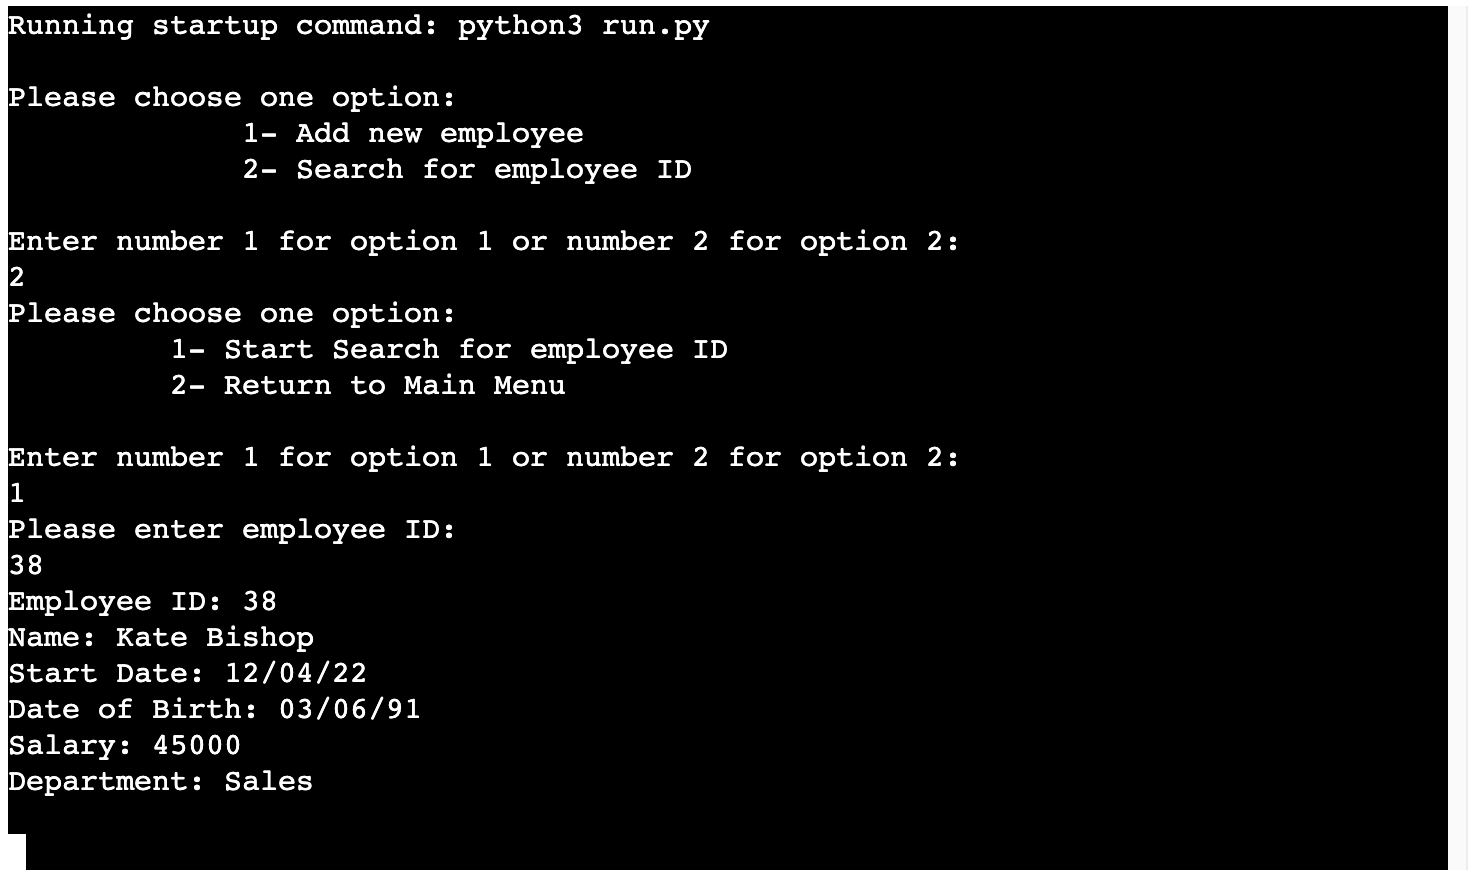 Running startup command: python3 run.py
Please choose one option:
1- Add new employee
2- Search for employee ID
Enter number 1 for option 1 or number 2 for option 2:
2
Please choose one option:
1- Start Search for employee ID
2- Return to Main Menu
Enter number 1 for option 1 or number 2 for option 2:
1
Please enter employee ID:
38
Employee ID: 38
Name: Kate Bishop
Start Date: 12/04/22
Date of Birth: 03/06/91
Salary: 45000
Department: Sales